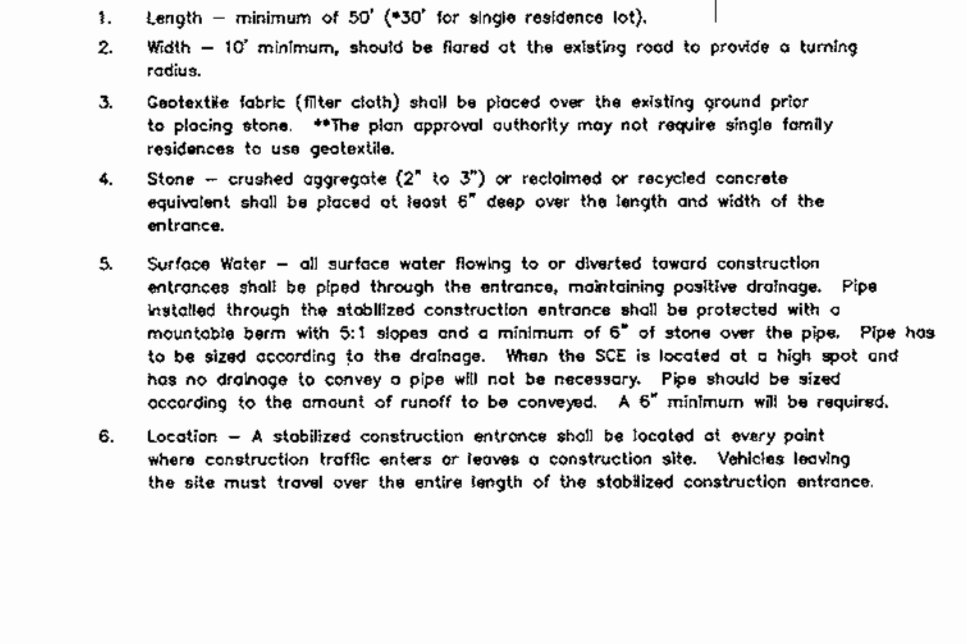 1. Length – minimum of 50' (*30' for single residence lot).
2. Width – 10' minimum, should be flared at the existing road to provide a turning
radius.
3. Geotextile fabric (filter cloth) shall be placed over the existing ground prior
to placing stone. **The plan approval authority may not require single family
residences to use geotextile.
4. Stone – crushed aggregate (2" to 3") or reclaimed or recycled concrete
equivalent shall be placed at least 6" deep over the length and width of the
entrance.
5. Surface Water – all surface water flowing to or diverted toward construction
entrances shall be piped through the entrance, maintaining positive drainage. Pipe
installed through the stabilized construction entrance shall be protected with a
mountable berm with 5:1 slopes and a minimum of 6" of stone over the pipe. Pipe has
to be sized according to the drainage. When the SCE is located at a high spot and
has no drainage to convey a pipe will not be necessary. Pipe should be sized
according to the amount of runoff to be conveyed. A 6" minimum will be required.
6. Location – A stabilized construction entrance shall be located at every point
where construction traffic enters or leaves a construction site. Vehicles leaving
the site must travel over the entire length of the stabilized construction entrance.